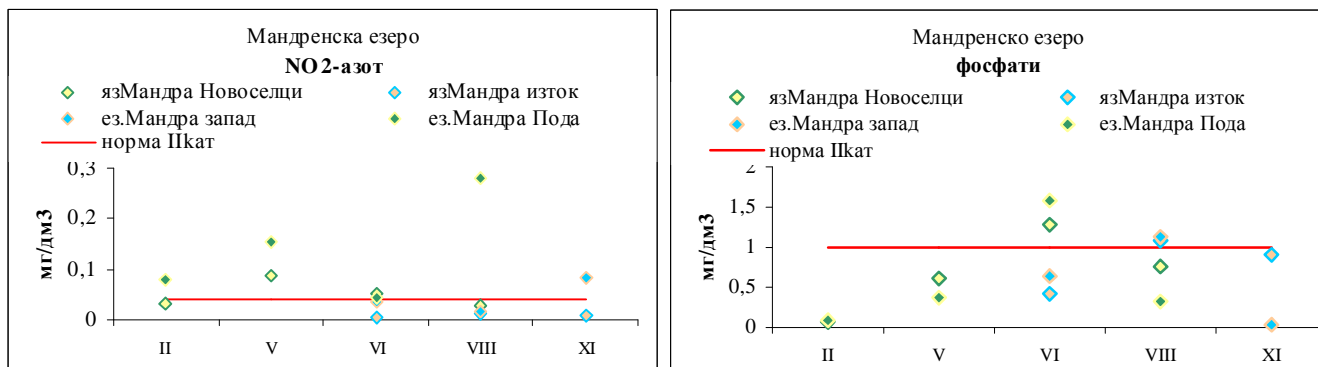 Мандренска езеро
NO2-азот
язМандра Новоселци
язМандра изток
ез.Мандра запад
ез.Мандра Пода
норма IIкат
0,3
0,2
0,1
0
мг/дм3
II
V
VI
VIII
XI
Мандренско езеро
фосфати
язМандра Новоселци
язМандра изток
ез.Мандра запад
ез.Мандра Пода
норма IIкат
2
1,5
1
0,5
0
мг/дм3
II
V
VI
VIII
XI